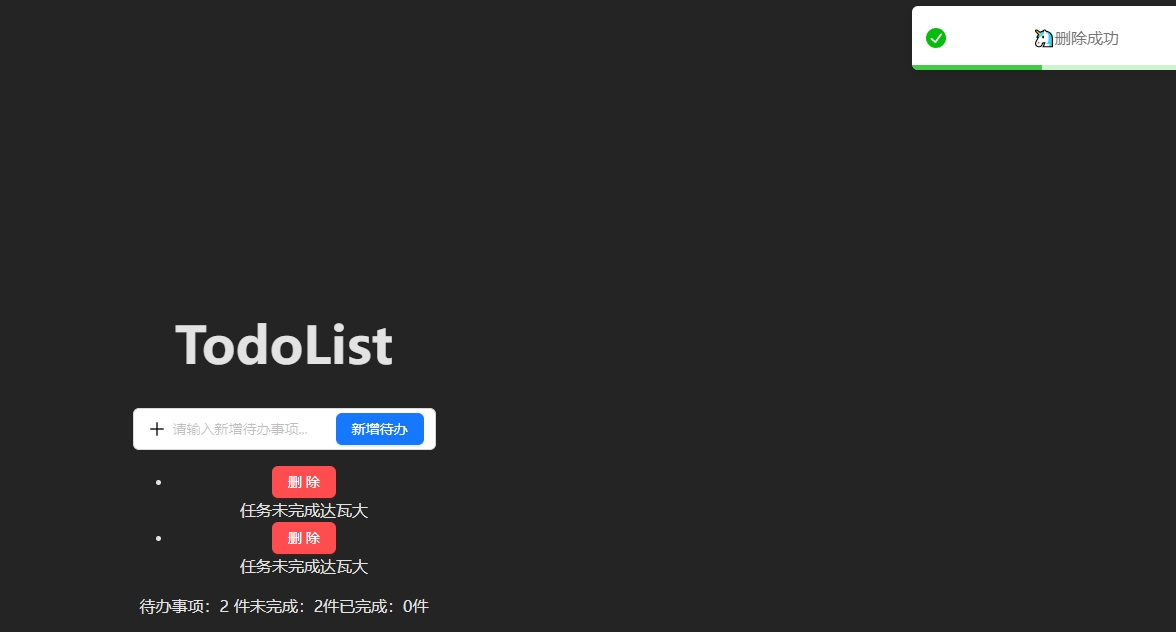 🦄删除成功
TodoList
请输入新增待办事项... 新增待办
删 除
任务未完成达瓦大
删 除
任务未完成达瓦大
待办事项：2 件未完成：2件已完成：0件